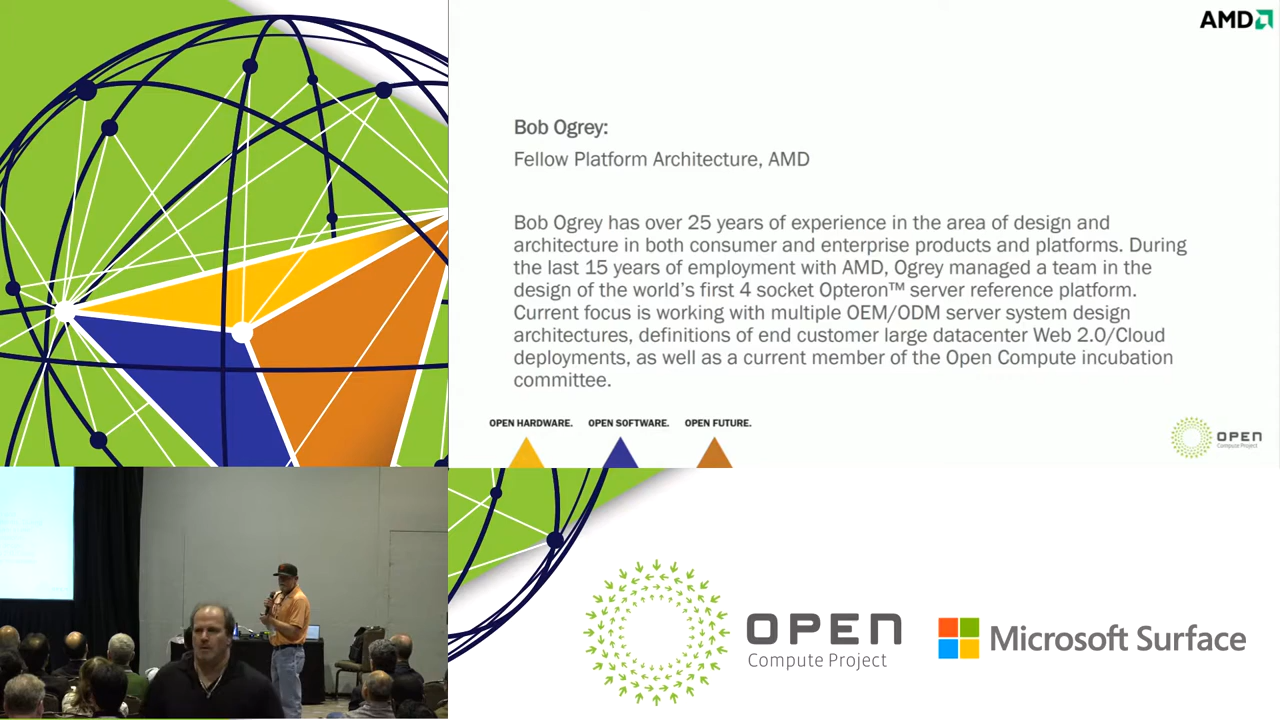 AMD
Bob Ogrey:
Fellow Platform Architecture, AMD
Bob Ogrey has over 25 years of experience in the area of design and
architecture in both consumer and enterprise products and platforms. During
the last 15 years of employment with AMD, Ogrey managed a team in the
design of the world's first 4 socket Opteron™ server reference platform.
Current focus is working with multiple OEM/ODM server system design
architectures, definitions of end customer large datacenter Web 2.0/Cloud
deployments, as well as a current member of the Open Compute incubation
committee.
OPEN HARDWARE. OPEN SOFTWARE. OPEN FUTURE.
OPEN
Compute Project
OPEN
Compute Project
Microsoft Surface